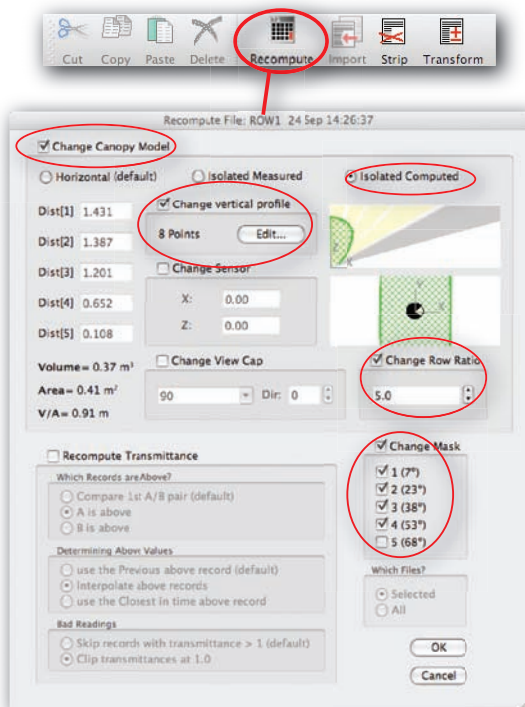 Cut Copy Paste Delete Recompute Import Strip Transform
Recompute File: ROW1 24 Sep 14:26:37
Change Canopy Model
Horizontal (default) Isolated Measured Isolated Computed
Dist[1] 1.431
Dist[2] 1.387
Dist[3] 1.201
Dist[4] 0.652
Dist[5] 0.108
Change vertical profile
8 Points Edit...
Change Sensor
X: 0.00
Z: 0.00
Volume= 0.37 m³
Area= 0.41 m²
V/A= 0.91 m
Change View Cap
90 Dir: 0
Change Row Ratio
5.0
Recompute Transmittance
Which Records are Above?
Compare 1st A/B pair (default)
A is above
B is above
Determining Above Values
use the Previous above record (default)
Interpolate above records
use the Closest in time above record
Bad Readings
Skip records with transmittance > 1 (default)
Clip transmittances at 1.0
Change Mask
1 (7°)
2 (23°)
3 (38°)
4 (53°)
5 (68°)
Which Files?
Selected
All
OK
Cancel